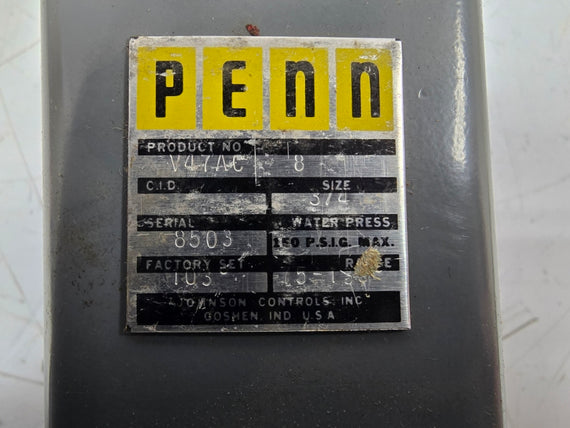 PENN
PRODUCT NO
V47AC 8
C.I.D. SIZE
3/4
SERIAL WATER PRESS
8503 150 P.S.I.G. MAX.
FACTORY SET RANGE
103
JOHNSON CONTROLS, INC
GOSHEN, IND U.S.A